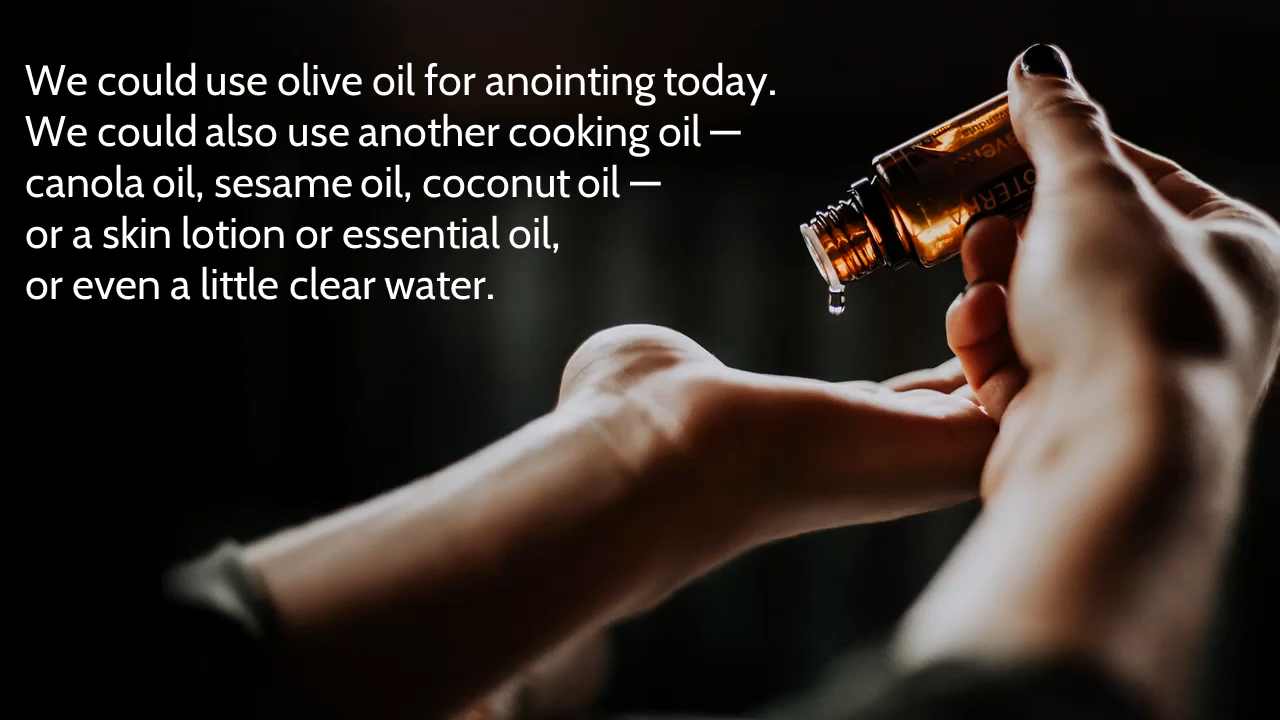 We could use olive oil for anointing today.
We could also use another cooking oil —
canola oil, sesame oil, coconut oil —
or a skin lotion or essential oil,
or even a little clear water.